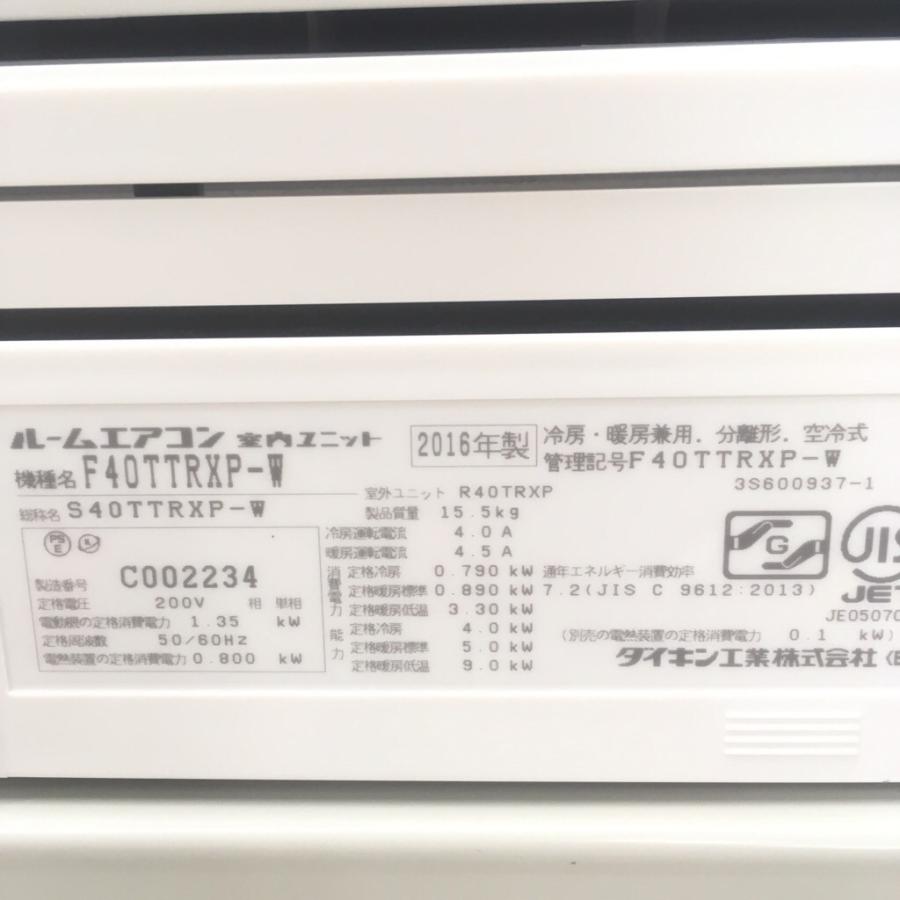 ルームエアコン 室内ユニット
2016年製
冷房・暖房兼用．分離形．空冷式
機種名 F40TTRXP-W
管理記号 F40TTRXP-W
3S600937-1
総称名 S40TTRXP-W
室外ユニット R40TRXP
製品質量 15.5kg
PS
E
製造番号 C002234
定格電圧 200V 相 単相
電動機の定格消費電力 1.35 kW
定格周波数 50/60Hz
電熱装置の定格消費電力 0.800 kW
冷房運転電流 4.0 A
暖房運転電流 4.5 A
消費電力
定格冷房 0.790 kW
定格暖房標準 0.890 kW
定格暖房低温 3.30 kW
能力
定格冷房 4.0 kW
定格暖房標準 5.0 kW
定格暖房低温 9.0 kW
通年エネルギー消費効率
7.2(JIS C 9612:2013)
(別売の電熱装置の定格消費電力 0.1 kW)
G
JIS
JET
JE0507
ダイキン工業株式会社